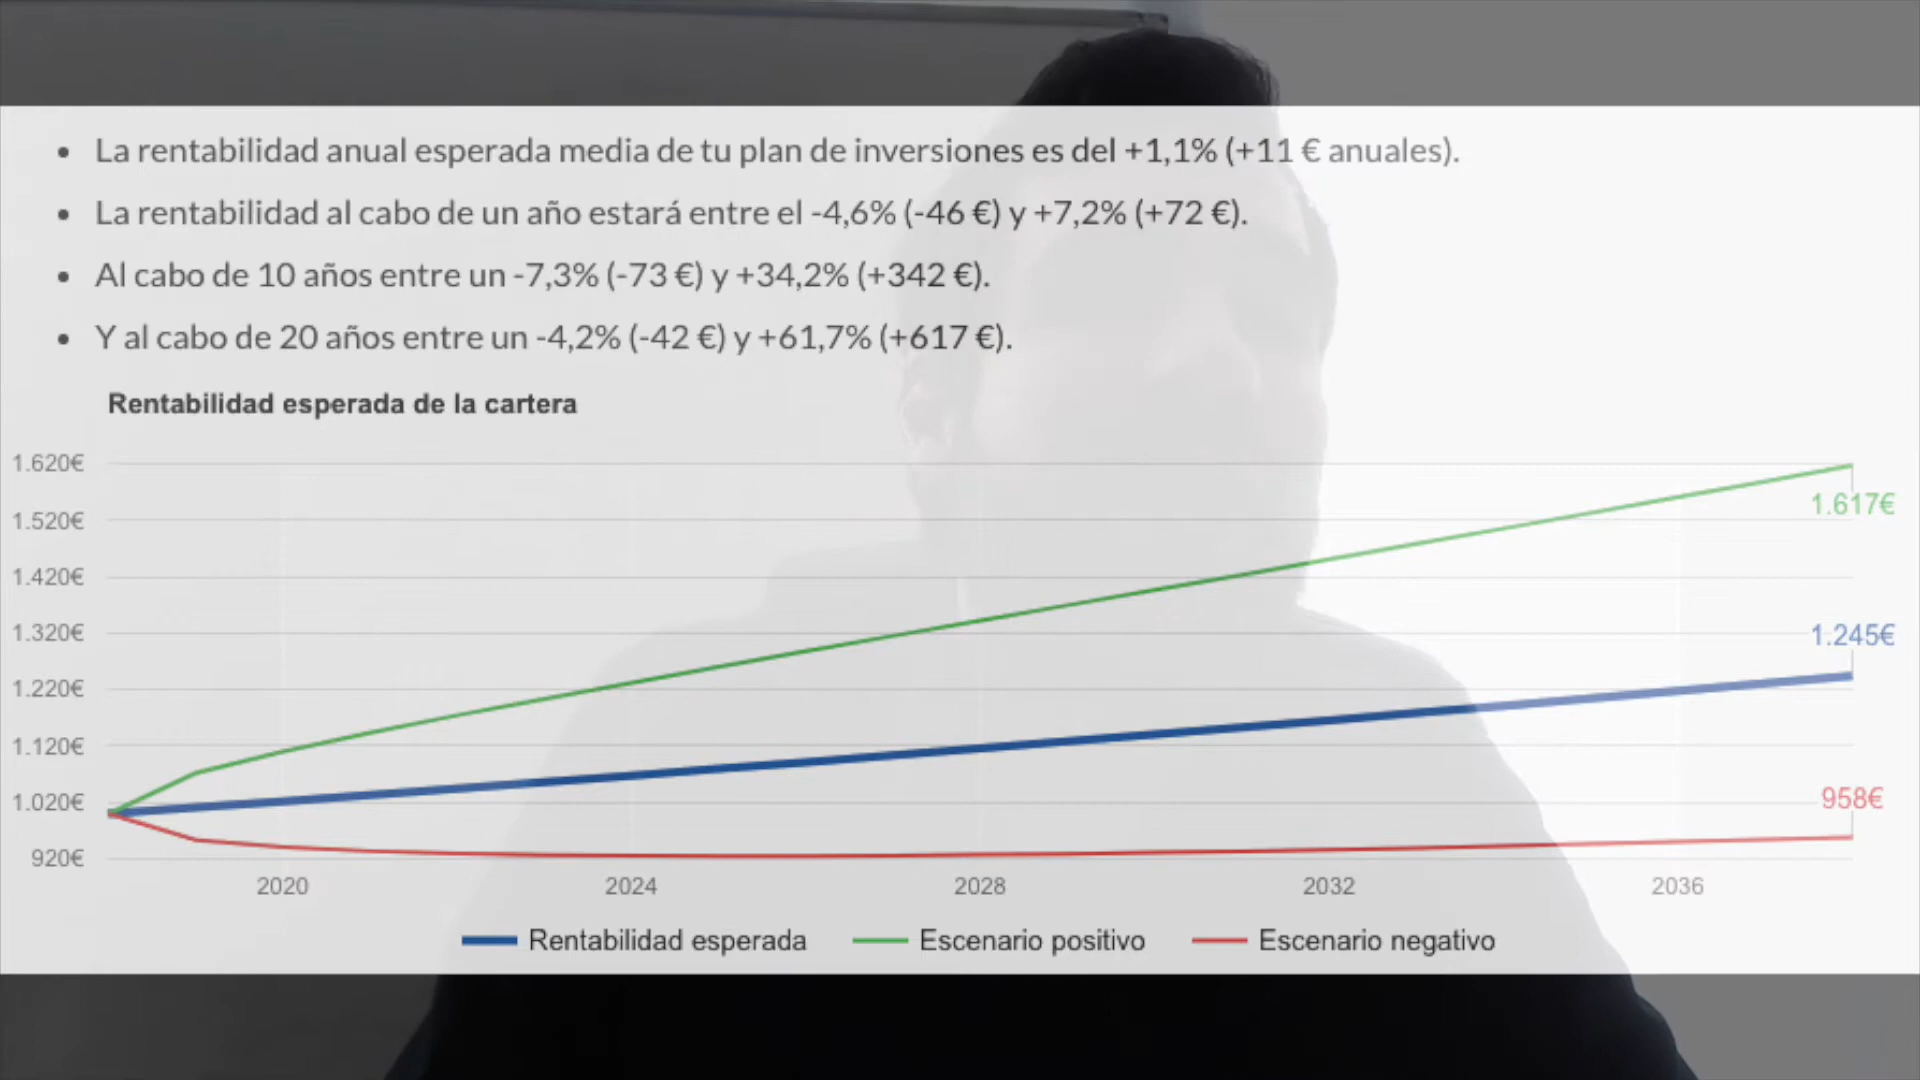 La rentabilidad anual esperada media de tu plan de inversiones es del +1,1% (+11 € anuales).
La rentabilidad al cabo de un año estará entre el -4,6% (-46 €) y +7,2% (+72 €).
Al cabo de 10 años entre un -7,3% (-73 €) y +34,2% (+342 €).
Y al cabo de 20 años entre un -4,2% (-42 €) y +61,7% (+617 €).
Rentabilidad esperada de la cartera
1.620€
1.617€
1.520€
1.420€
1.320€
1.245€
1.220€
1.120€
1.020€
958€
920€
2020 2024 2028 2032 2036
Rentabilidad esperada Escenario positivo Escenario negativo